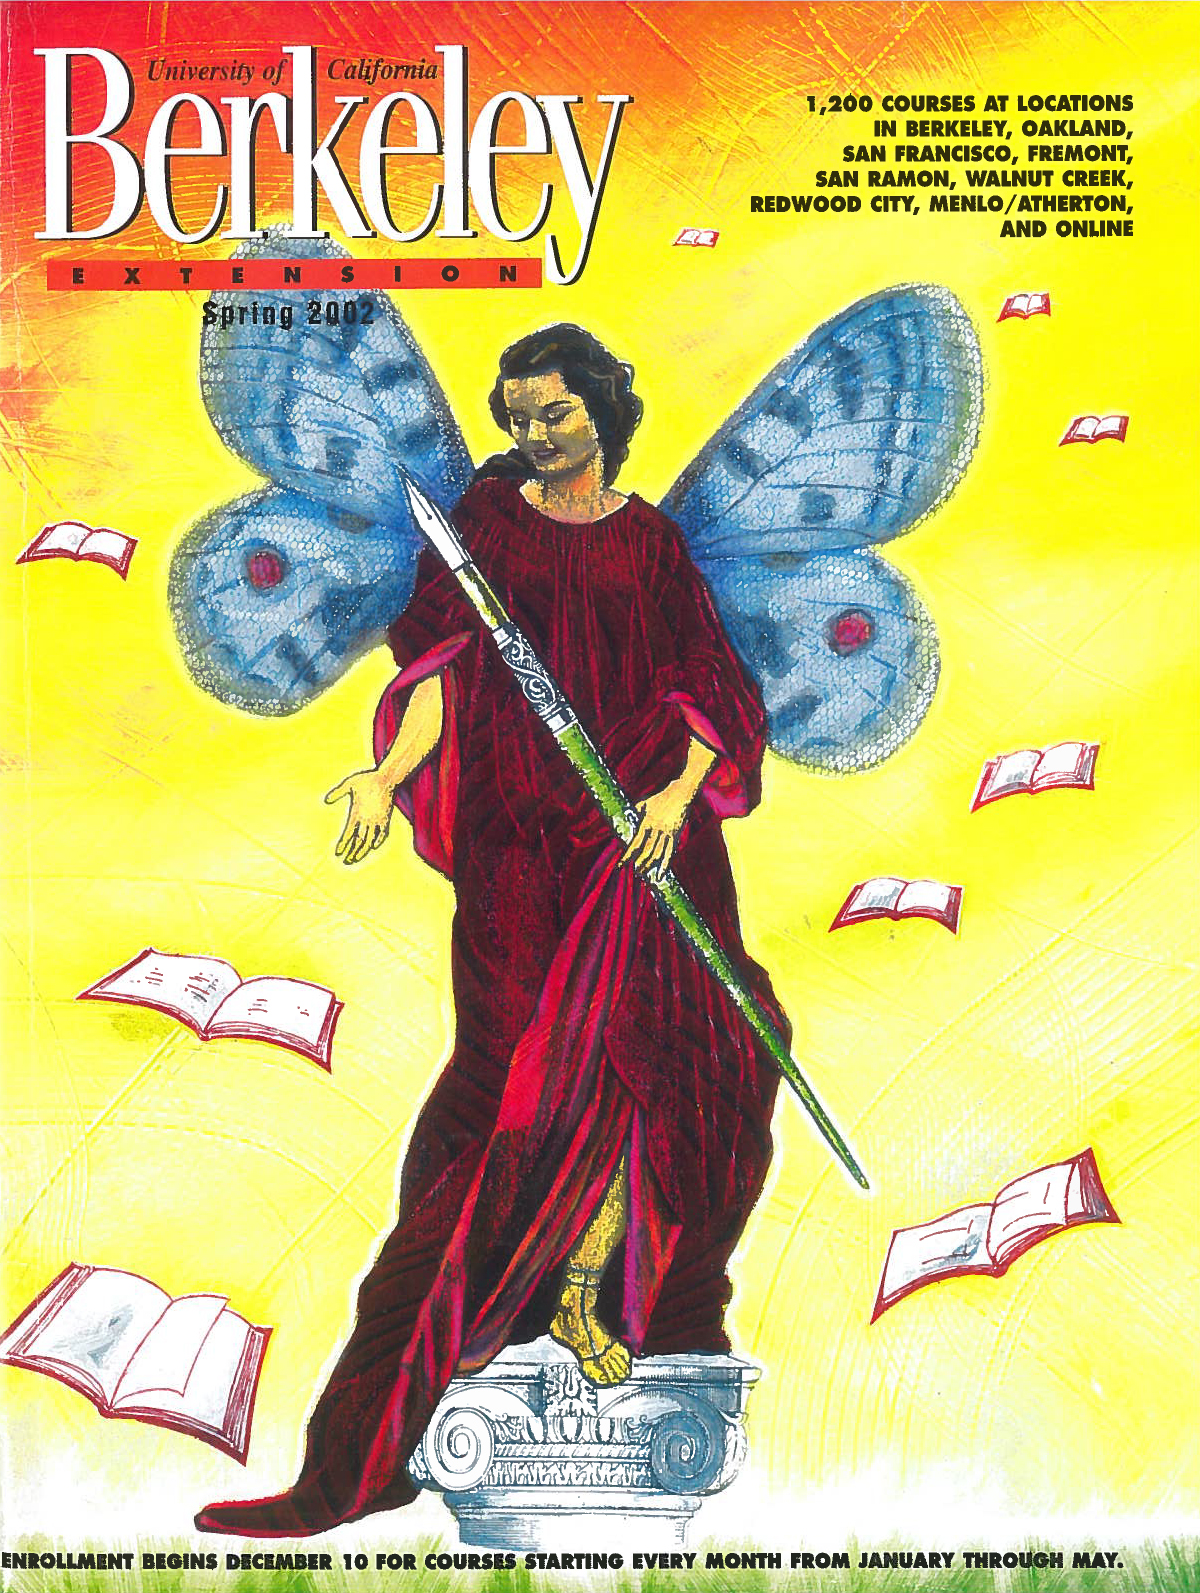 University of California
Berkeley
EXTENSION
Spring 2002
1,200 COURSES AT LOCATIONS
IN BERKELEY, OAKLAND,
SAN FRANCISCO, FREMONT,
SAN RAMON, WALNUT CREEK,
REDWOOD CITY, MENLO/ATHERTON,
AND ONLINE
ENROLLMENT BEGINS DECEMBER 10 FOR COURSES STARTING EVERY MONTH FROM JANUARY THROUGH MAY.